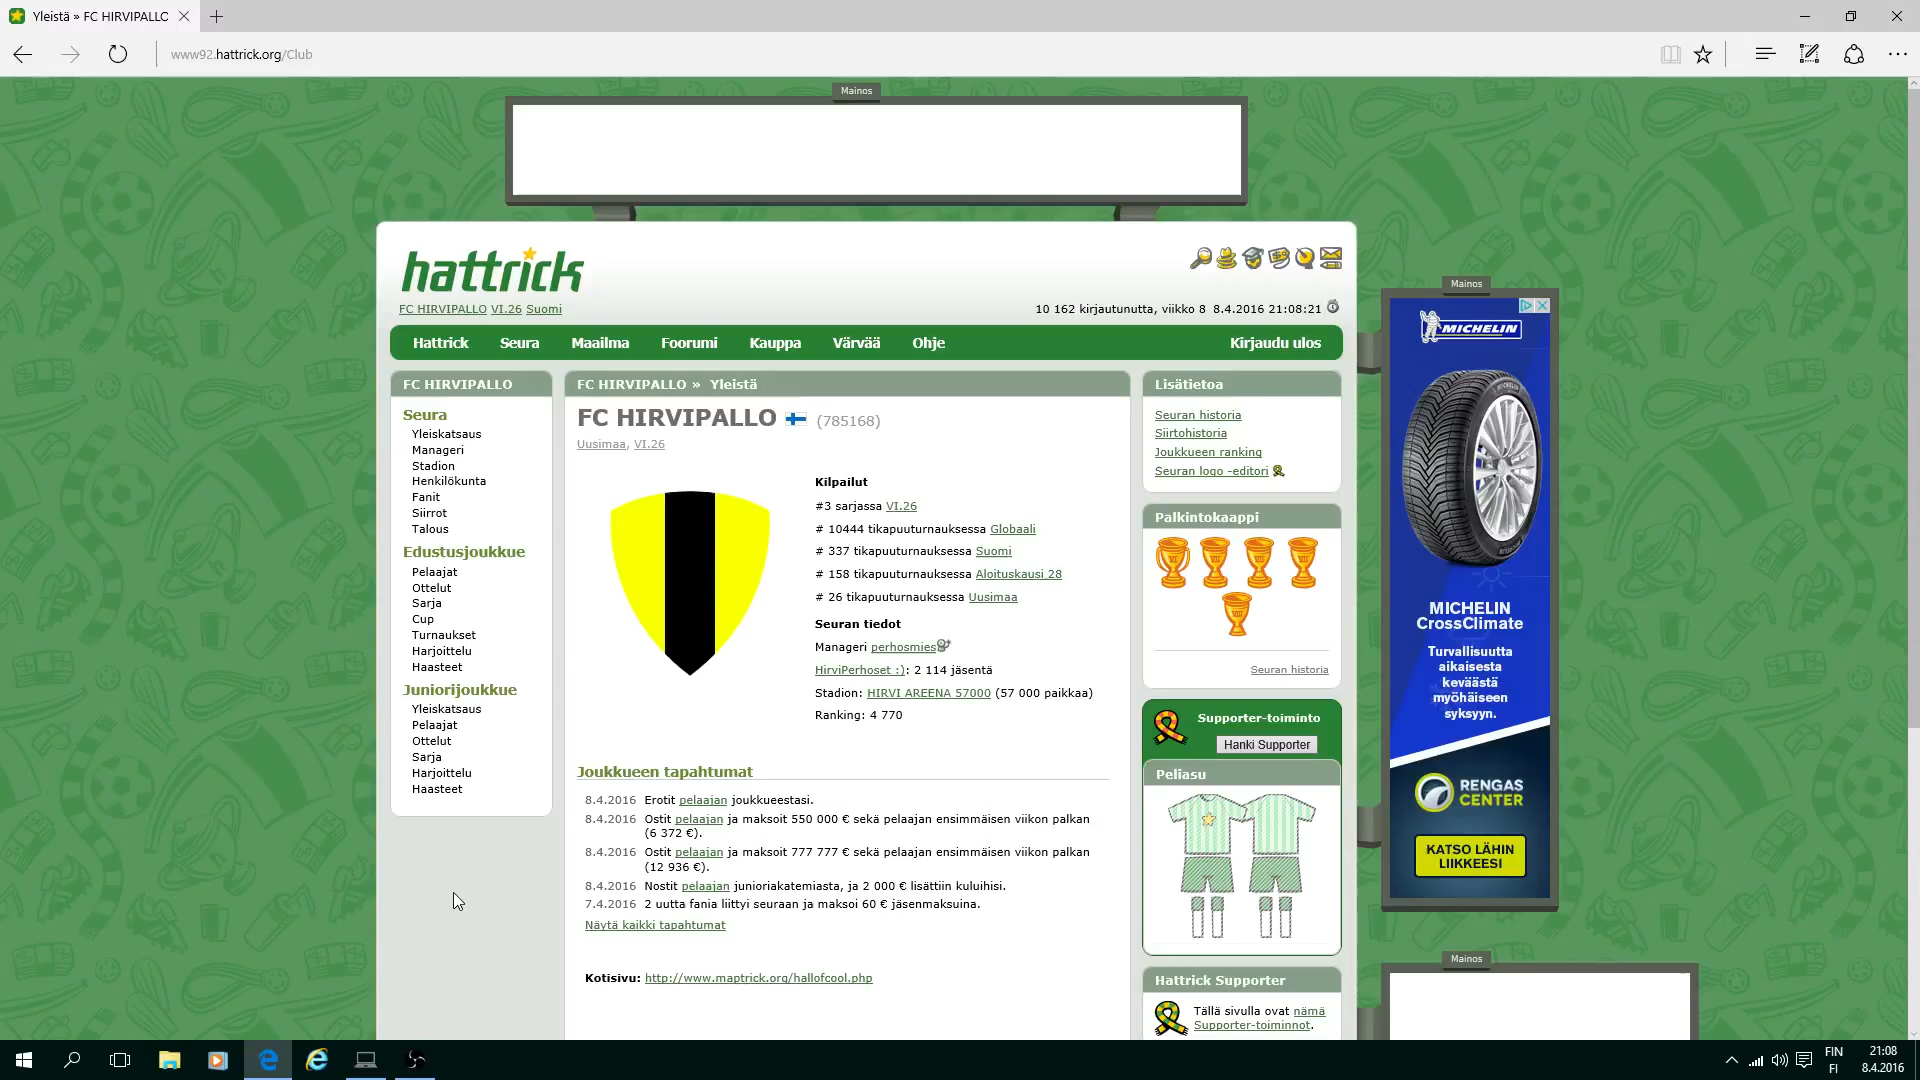 Yleistä » FC HIRVIPALLO
www92.hattrick.org/Club
Mainos
hattrick
FC HIRVIPALLO VI.26 Suomi
10 162 kirjautunutta, viikko 8 8.4.2016 21:08:21
Hattrick Seura Maailma Foorumi Kauppa Värvää Ohje Kirjaudu ulos
FC HIRVIPALLO
Seura
Yleiskatsaus
Manageri
Stadion
Henkilökunta
Fanit
Siirrot
Talous
Edustusjoukkue
Pelaajat
Ottelut
Sarja
Cup
Turnaukset
Harjoittelu
Haasteet
Juniorijoukkue
Yleiskatsaus
Pelaajat
Ottelut
Sarja
Harjoittelu
Haasteet
FC HIRVIPALLO » Yleistä
FC HIRVIPALLO (785168)
Uusimaa, VI.26
Kilpailut
#3 sarjassa VI.26
# 10444 tikapuuturnauksessa Globaali
# 337 tikapuuturnauksessa Suomi
# 158 tikapuuturnauksessa Aloituskausi 28
# 26 tikapuuturnauksessa Uusimaa
Seuran tiedot
Manageri perhosmies
HirviPerhoset :): 2 114 jäsentä
Stadion: HIRVI AREENA 57000 (57 000 paikkaa)
Ranking: 4 770
Joukkueen tapahtumat
8.4.2016 Erotit pelaajan joukkueestasi.
8.4.2016 Ostit pelaajan ja maksoit 550 000 € sekä pelaajan ensimmäisen viikon palkan
(6 372 €).
8.4.2016 Ostit pelaajan ja maksoit 777 777 € sekä pelaajan ensimmäisen viikon palkan
(12 936 €).
8.4.2016 Nostit pelaajan junioriakatemiasta, ja 2 000 € lisättiin kuluihisi.
7.4.2016 2 uutta fania liittyi seuraan ja maksoi 60 € jäsenmaksuina.
Näytä kaikki tapahtumat
Kotisivu: http://www.maptrick.org/hallofcool.php
Lisätietoa
Seuran historia
Siirtohistoria
Joukkueen ranking
Seuran logo -editori
Palkintokaappi
VII VII VII VII
VIII
Seuran historia
Supporter-toiminto
Hanki Supporter
Peliasu
Hattrick Supporter
Tällä sivulla ovat nämä
Supporter-toiminnot.
Mainos
MICHELIN
MICHELIN
CrossClimate
Turvallisuutta
aikaisesta
keväästä
myöhäiseen
syksyyn.
RENGAS
CENTER
KATSO LÄHIN
LIIKKEESI
Mainos
FIN
FI
21:08
8.4.2016